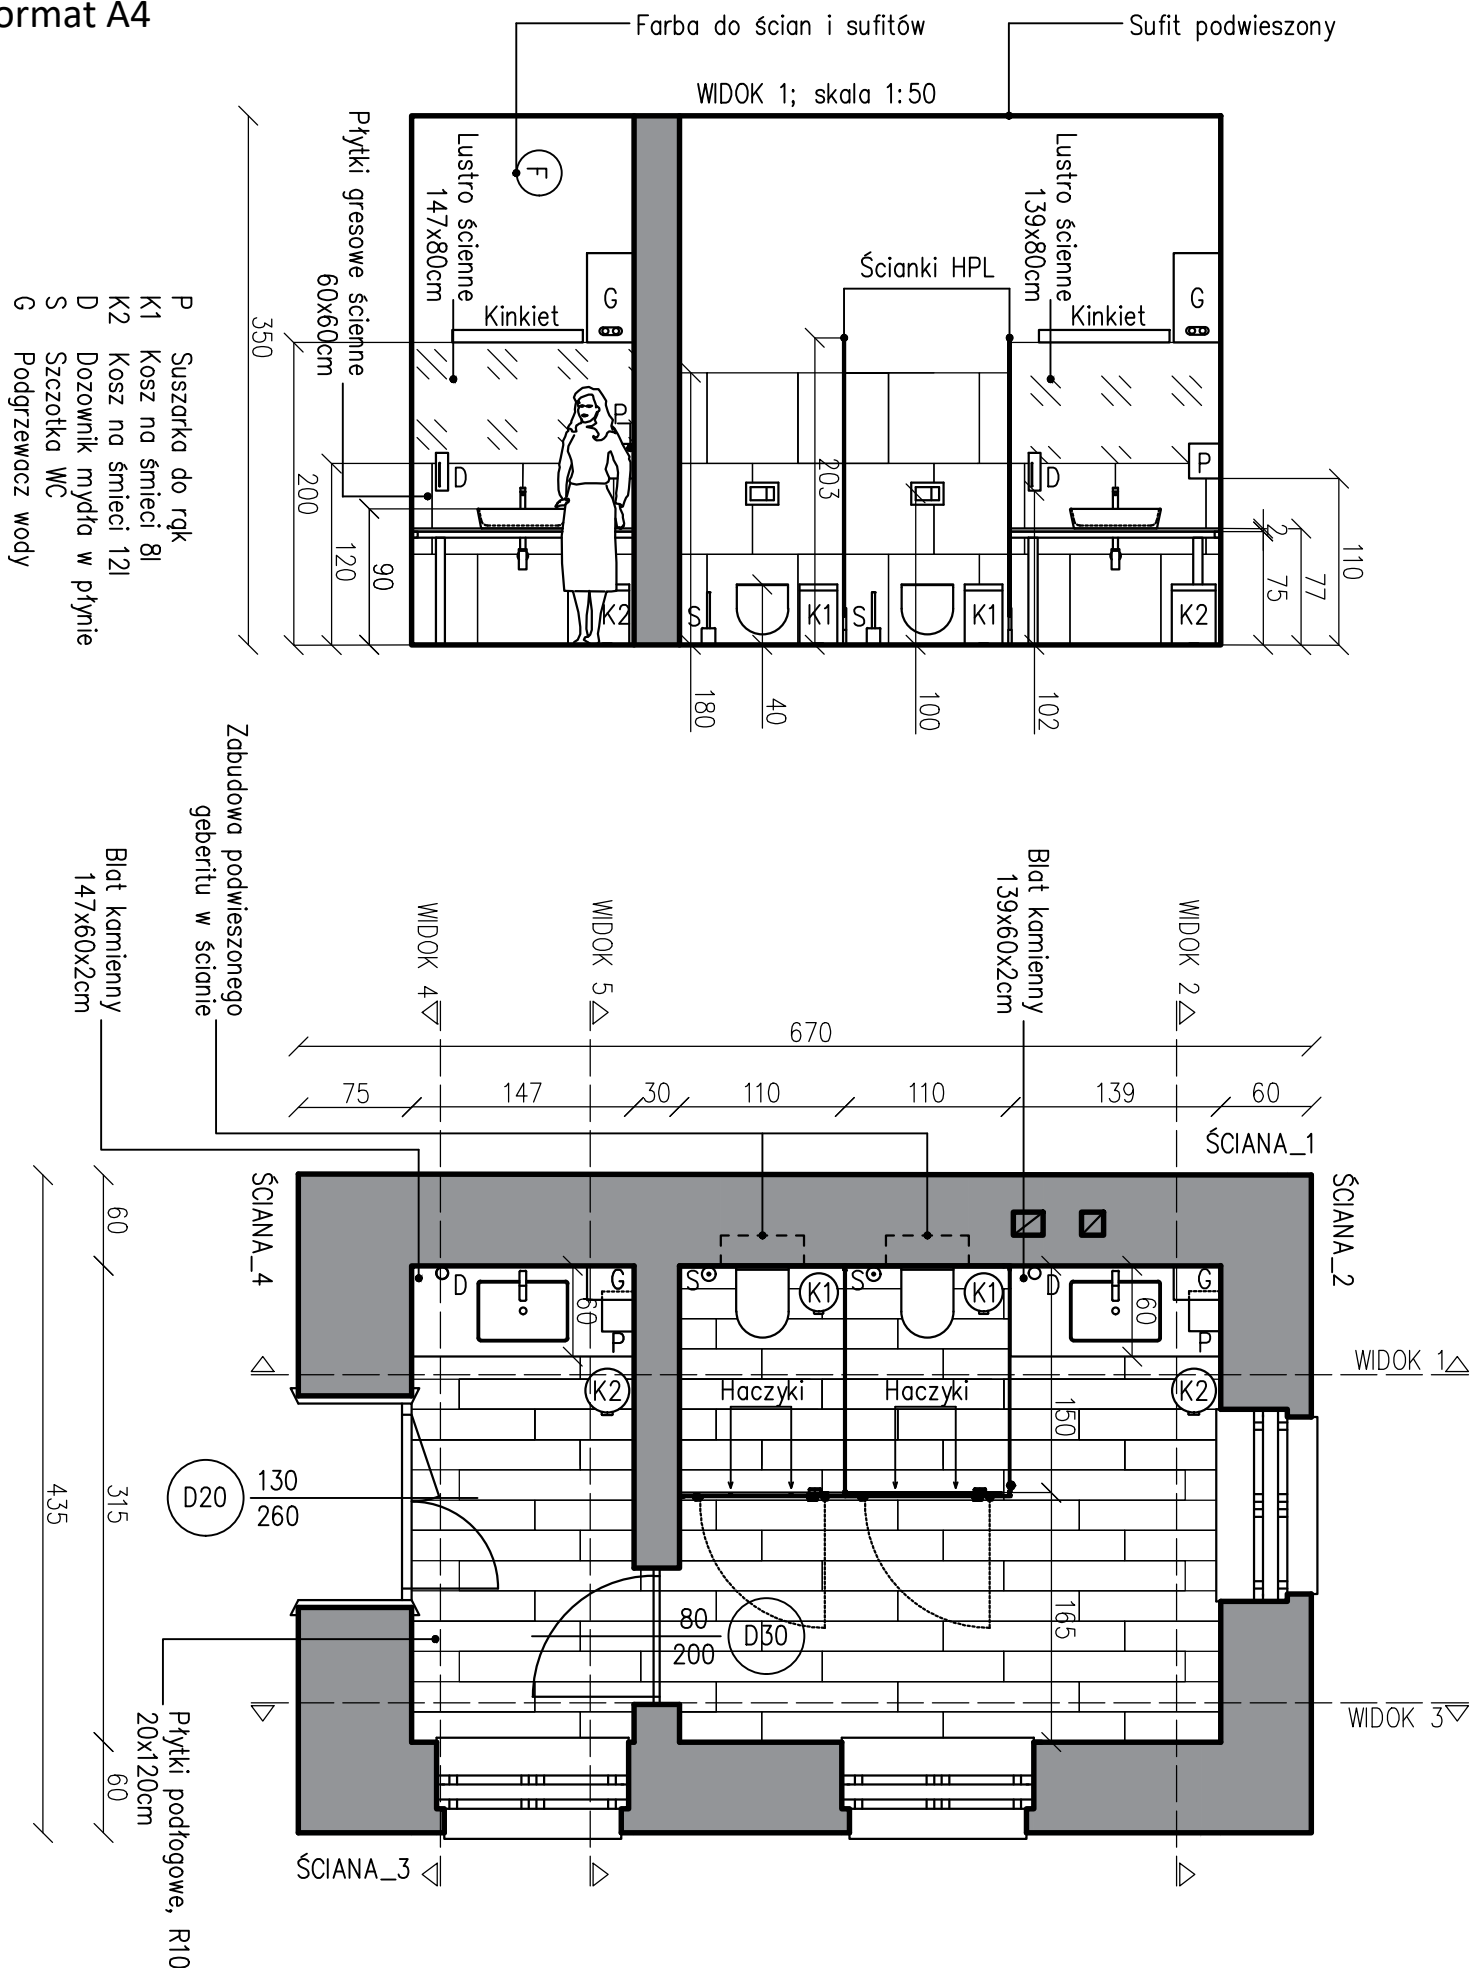 ormat A4
Farba do ścian i sufitów
Sufit podwieszony
WIDOK 1; skala 1:50
Płytki gresowe ścienne
60x60cm
Lustro ścienne
147x80cm
F
G
Kinkiet
P
D
K2
Ścianki HPL
Lustro ścienne
139x80cm
G
Kinkiet
P
D
K2
S
K1
S
K1
350
200
120
90
203
180
40
100
102
2
75
77
110
P Suszarka do rąk
K1 Kosz na śmieci 8l
K2 Kosz na śmieci 12l
D Dozownik mydła w płynie
S Szczotka WC
G Podgrzewacz wody
Zabudowa podwieszonego
geberitu w ścianie
Blat kamienny
147x60x2cm
Blat kamienny
139x60x2cm
WIDOK 4
WIDOK 5
WIDOK 2
670
75
147
30
110
110
139
60
ŚCIANA_1
ŚCIANA_2
ŚCIANA_4
60
315
60
435
D
G
60
P
K2
S
K1
S
K1
D
G
60
P
K2
WIDOK 1
Haczyki
Haczyki
150
165
D20
130
260
80
200
D30
WIDOK 3
Płytki podłogowe, R10
20x120cm
ŚCIANA_3